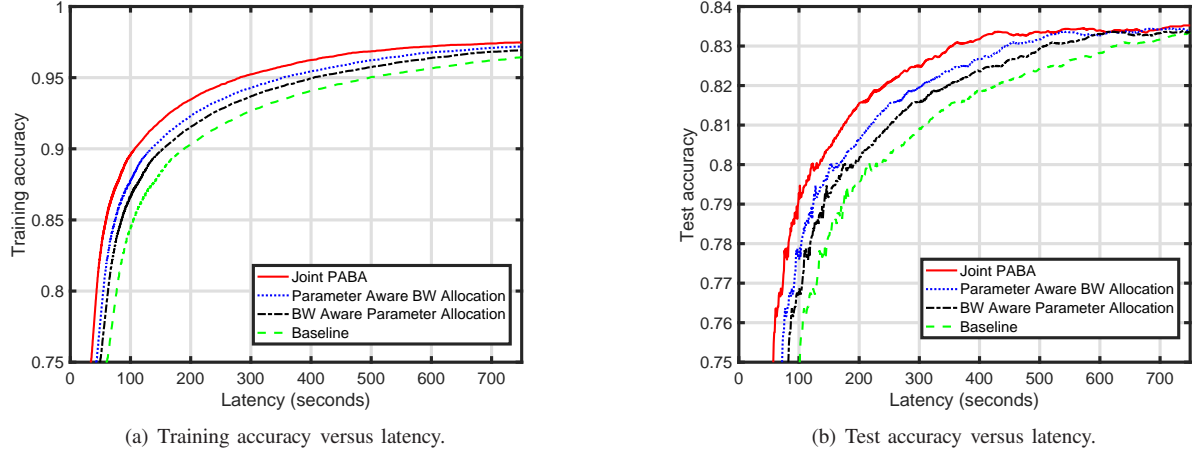 1
0.95
0.9
0.85
0.8
0.75
Training accuracy
0 100 200 300 400 500 600 700
Latency (seconds)
Joint PABA
Parameter Aware BW Allocation
BW Aware Parameter Allocation
Baseline
(a) Training accuracy versus latency.
0.84
0.83
0.82
0.81
0.8
0.79
0.78
0.77
0.76
0.75
Test accuracy
0 100 200 300 400 500 600 700
Latency (seconds)
Joint PABA
Parameter Aware BW Allocation
BW Aware Parameter Allocation
Baseline
(b) Test accuracy versus latency.